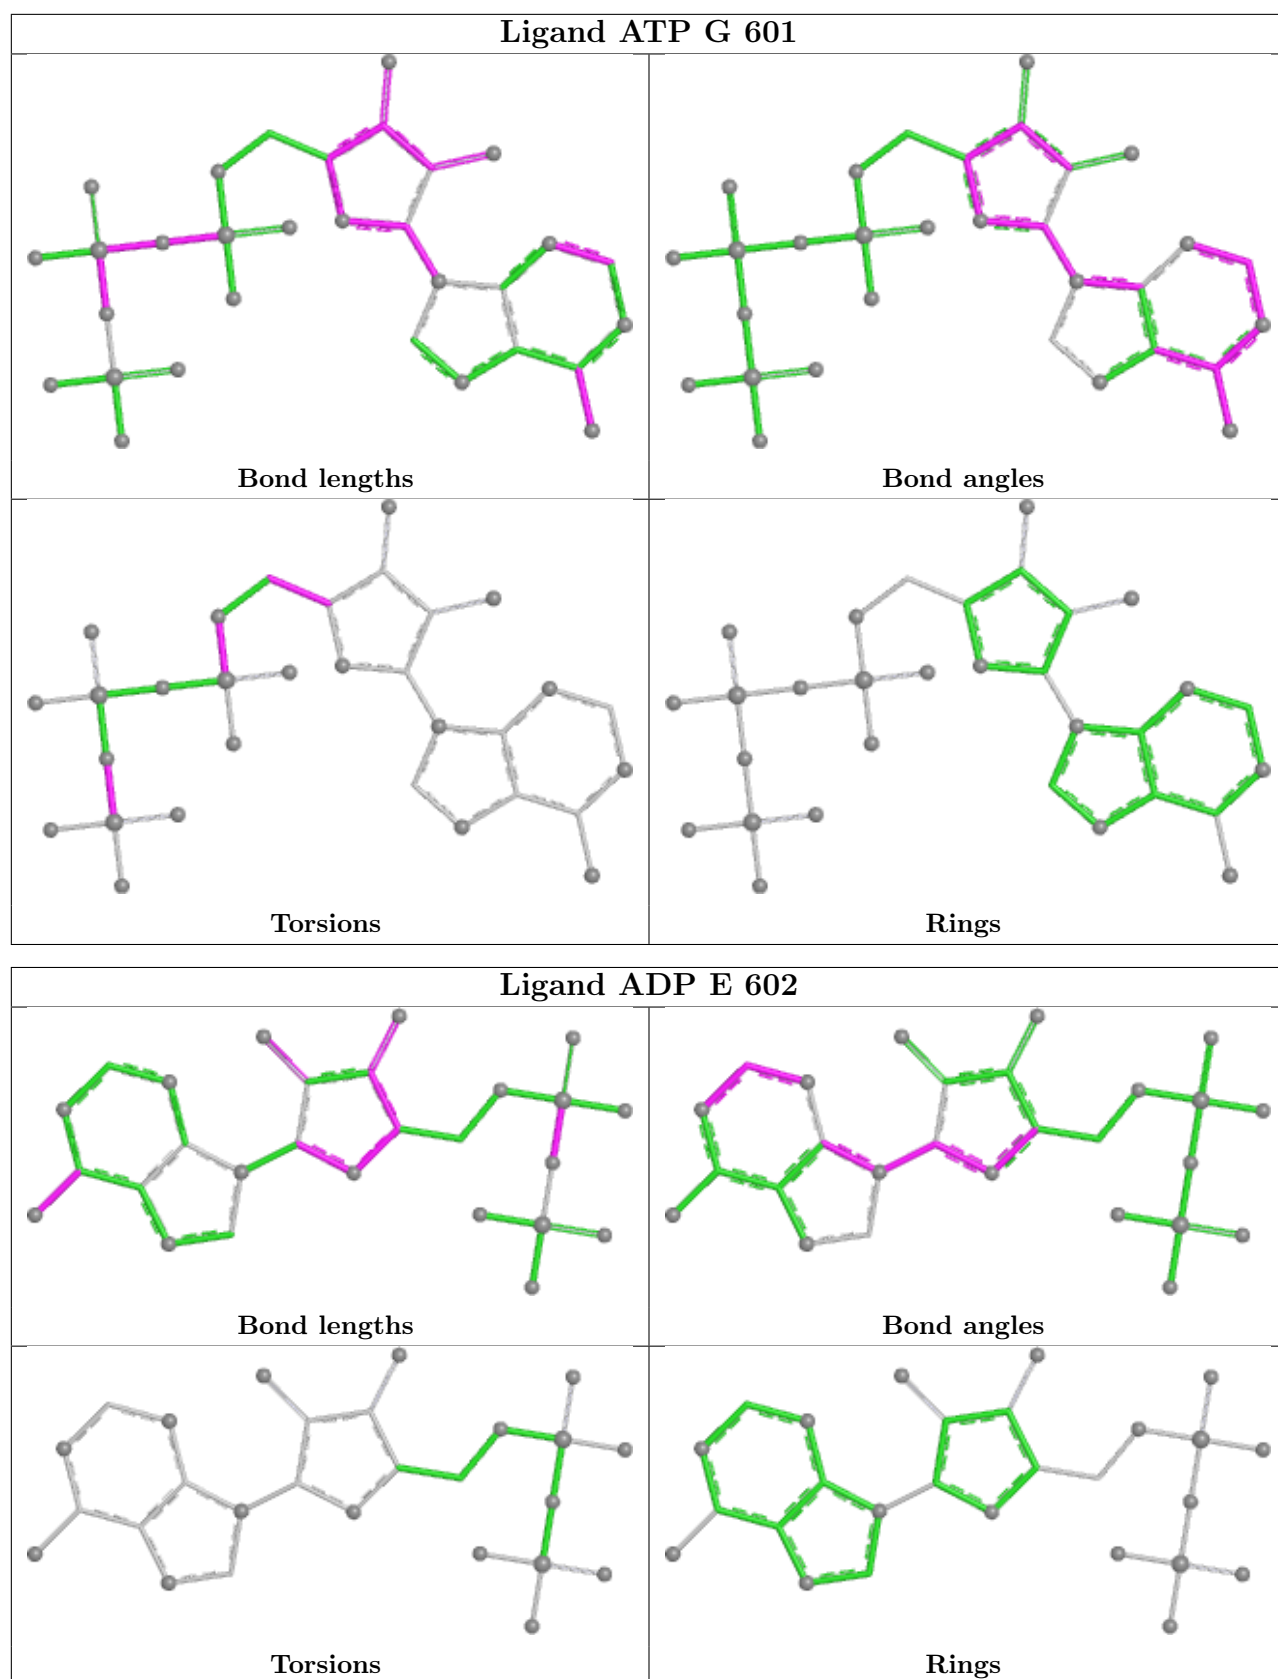 Ligand ATP G 601
Bond lengths
Bond angles
Torsions
Rings
Ligand ADP E 602
Bond lengths
Bond angles
Torsions
Rings